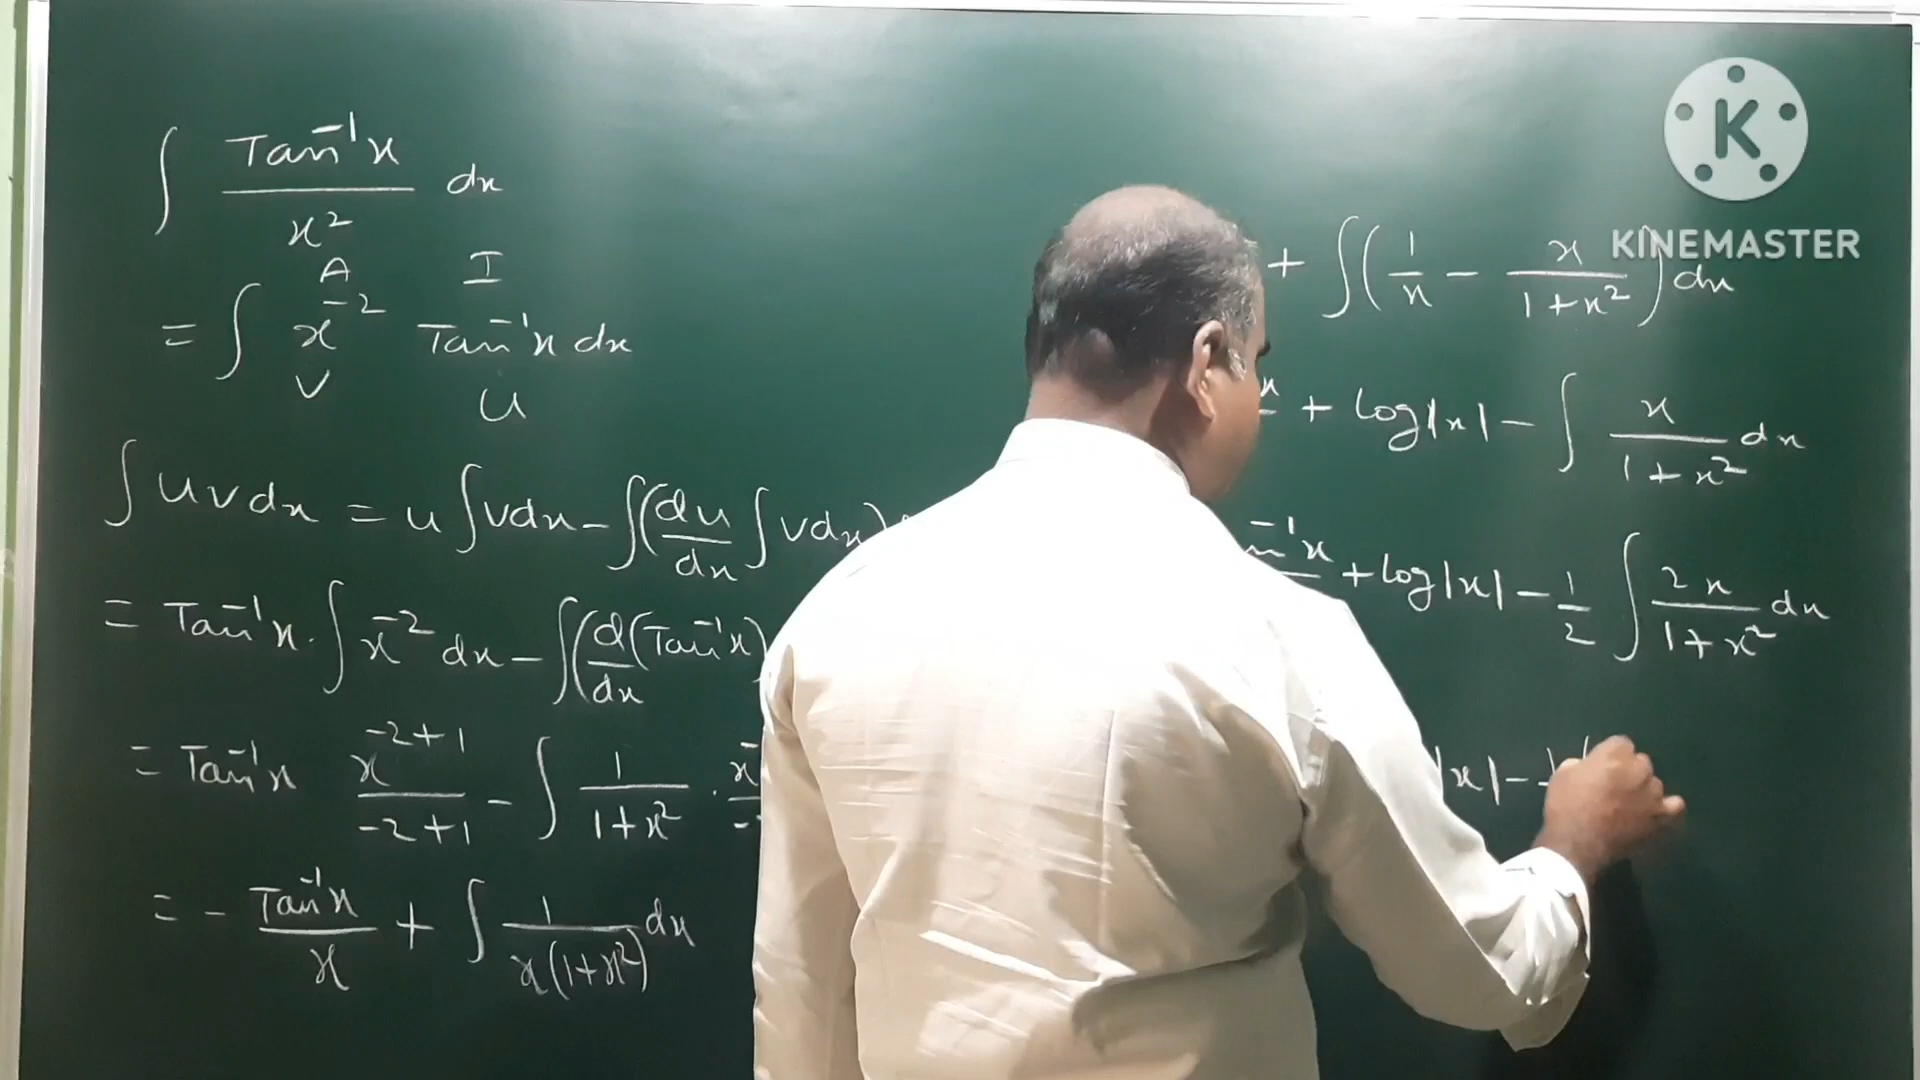 ∫ Tan⁻¹x / x² dx
A I
= ∫ x⁻² Tan⁻¹x dx
V U
∫ u v dx = u ∫ v dx − ∫ ( du/dx ∫ v dx )
= Tan⁻¹x . ∫ x⁻² dx − ∫ ( d/dx (Tan⁻¹x)
= Tan⁻¹x x⁻²⁺¹ / −2+1 − ∫ 1 / 1+x² .
= − Tan⁻¹x / x + ∫ 1 / x(1+x²) dx
+ ∫ ( 1/x − x / 1+x² ) dx
+ log|x| − ∫ x / 1+x² dx
+ log|x| − 1/2 ∫ 2x / 1+x² dx
|x| −
KINEMASTER